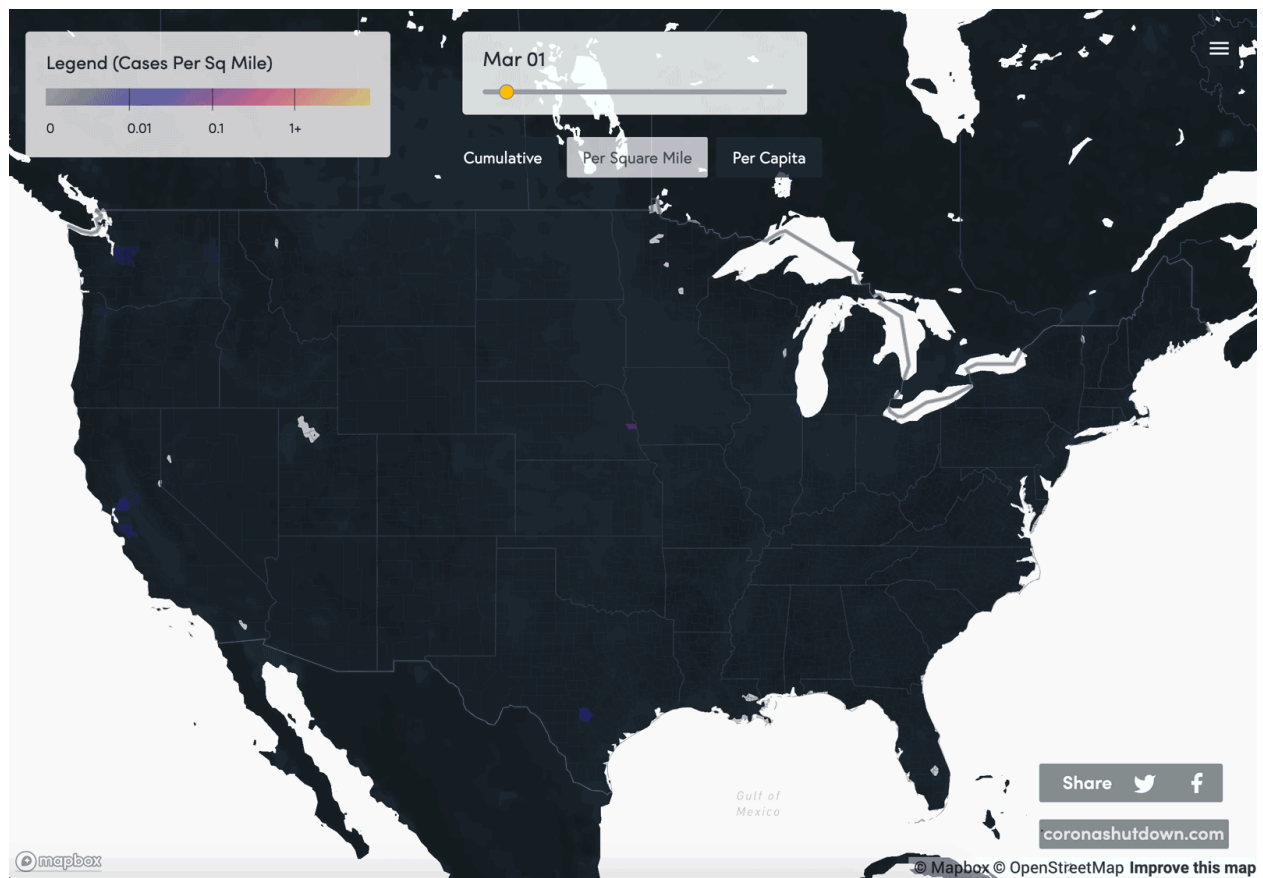 Legend (Cases Per Sq Mile)
0 0.01 0.1 1+
Mar 01
Cumulative Per Square Mile Per Capita
Gulf of
Mexico
Share
coronashutdown.com
mapbox
© Mapbox © OpenStreetMap Improve this map